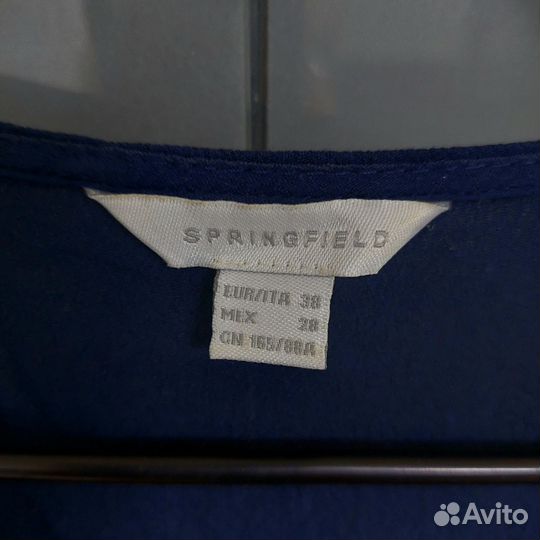 SPRINGFIELD
EUR/ITA 38
MEX 28
CN 165/88A
Avito